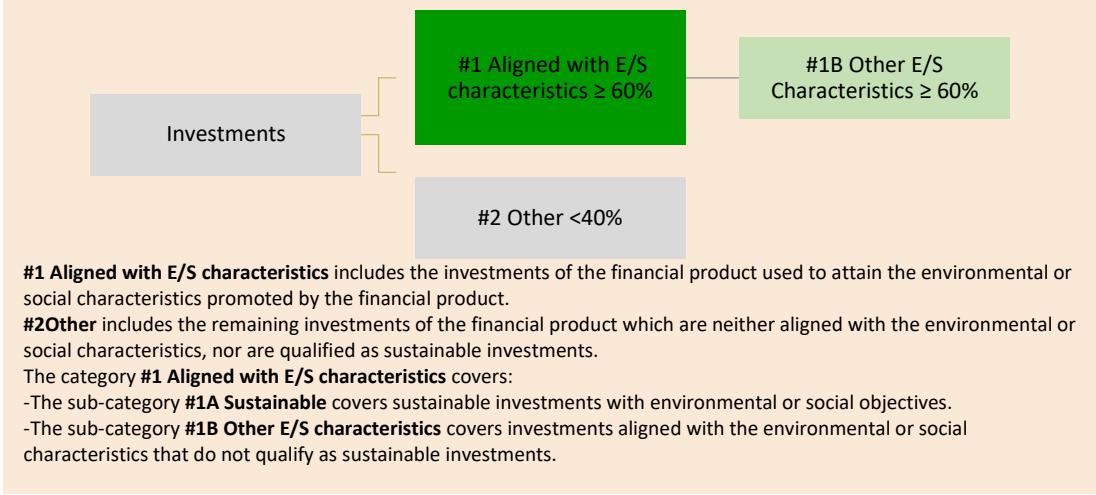 #1 Aligned with E/S
characteristics ≥ 60%
#1B Other E/S
Characteristics ≥ 60%
Investments
#2 Other <40%
#1 Aligned with E/S characteristics includes the investments of the financial product used to attain the environmental or
social characteristics promoted by the financial product.
#2Other includes the remaining investments of the financial product which are neither aligned with the environmental or
social characteristics, nor are qualified as sustainable investments.
The category #1 Aligned with E/S characteristics covers:
-The sub-category #1A Sustainable covers sustainable investments with environmental or social objectives.
-The sub-category #1B Other E/S characteristics covers investments aligned with the environmental or social
characteristics that do not qualify as sustainable investments.